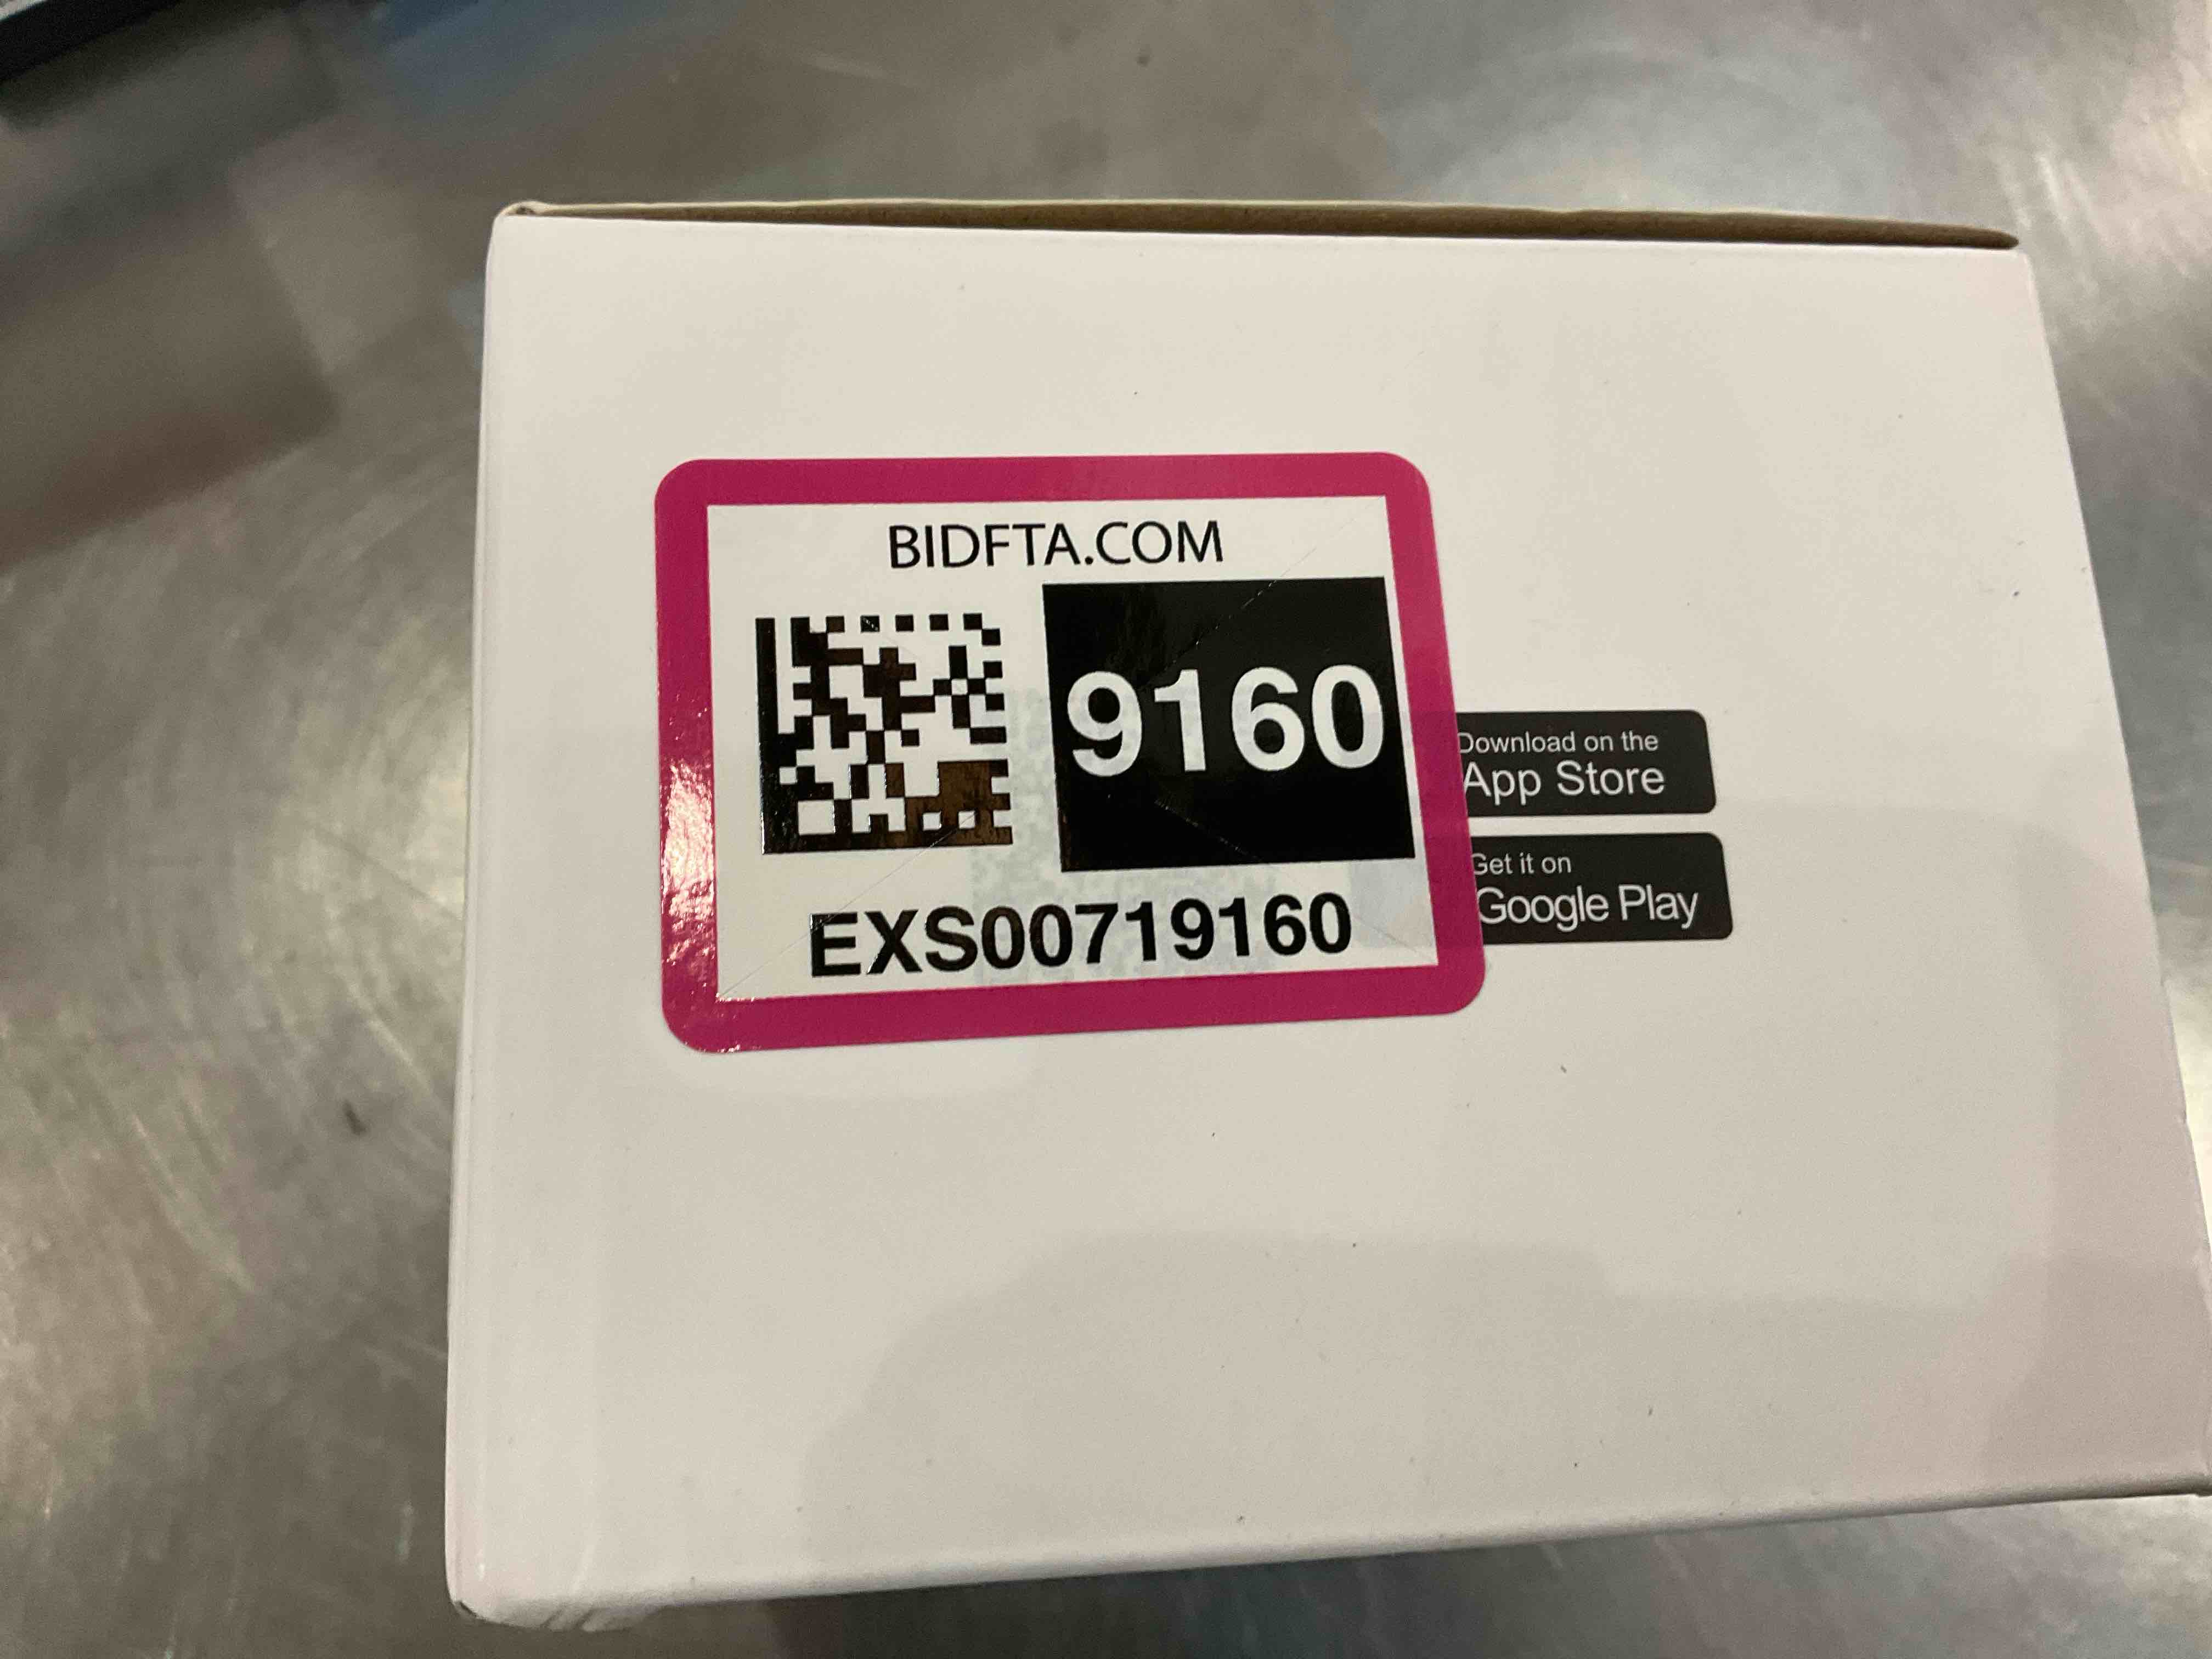 BIDFTA.COM
9160
EXS00719160
Download on the
App Store
Get it on
Google Play